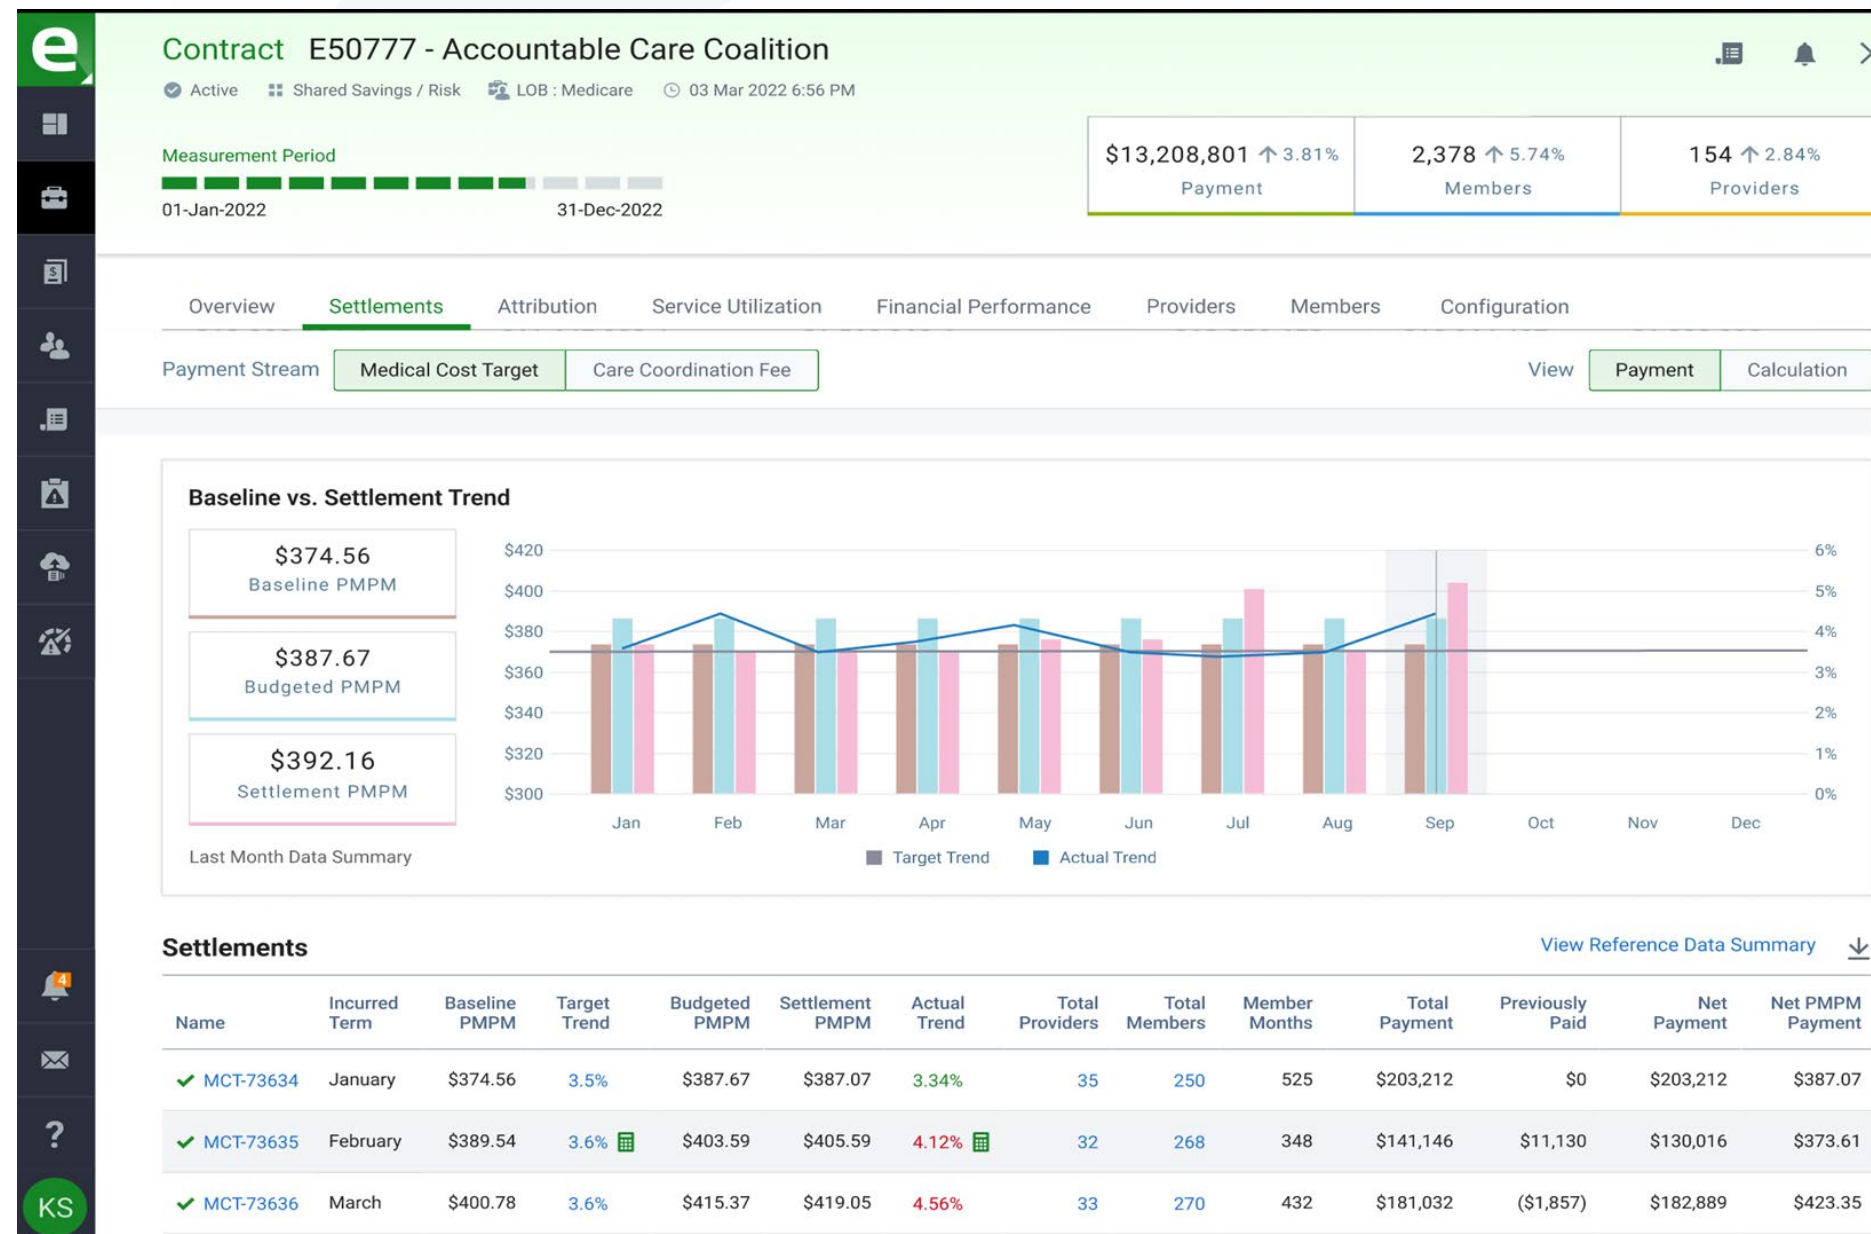 e
Contract E50777 - Accountable Care Coalition
Active Shared Savings / Risk LOB : Medicare 03 Mar 2022 6:56 PM
Measurement Period
01-Jan-2022 31-Dec-2022
$13,208,801 ↑ 3.81% 2,378 ↑ 5.74% 154 ↑ 2.84%
Payment Members Providers
Overview Settlements Attribution Service Utilization Financial Performance Providers Members Configuration
Payment Stream Medical Cost Target Care Coordination Fee View Payment Calculation
Baseline vs. Settlement Trend
$374.56
Baseline PMPM
$387.67
Budgeted PMPM
$392.16
Settlement PMPM
Last Month Data Summary
$420 6%
$400 5%
$380 4%
$360 3%
$340 2%
$320 1%
$300 0%
Jan Feb Mar Apr May Jun Jul Aug Sep Oct Nov Dec
Target Trend Actual Trend
Settlements View Reference Data Summary
Name Incurred Term Baseline PMPM Target Trend Budgeted PMPM Settlement PMPM Actual Trend Total Providers Total Members Member Months Total Payment Previously Paid Net Payment Net PMPM Payment
MCT-73634 January $374.56 3.5% $387.67 $387.07 3.34% 35 250 525 $203,212 $0 $203,212 $387.07
MCT-73635 February $389.54 3.6% $403.59 $405.59 4.12% 32 268 348 $141,146 $11,130 $130,016 $373.61
MCT-73636 March $400.78 3.6% $415.37 $419.05 4.56% 33 270 432 $181,032 ($1,857) $182,889 $423.35
4
?
KS